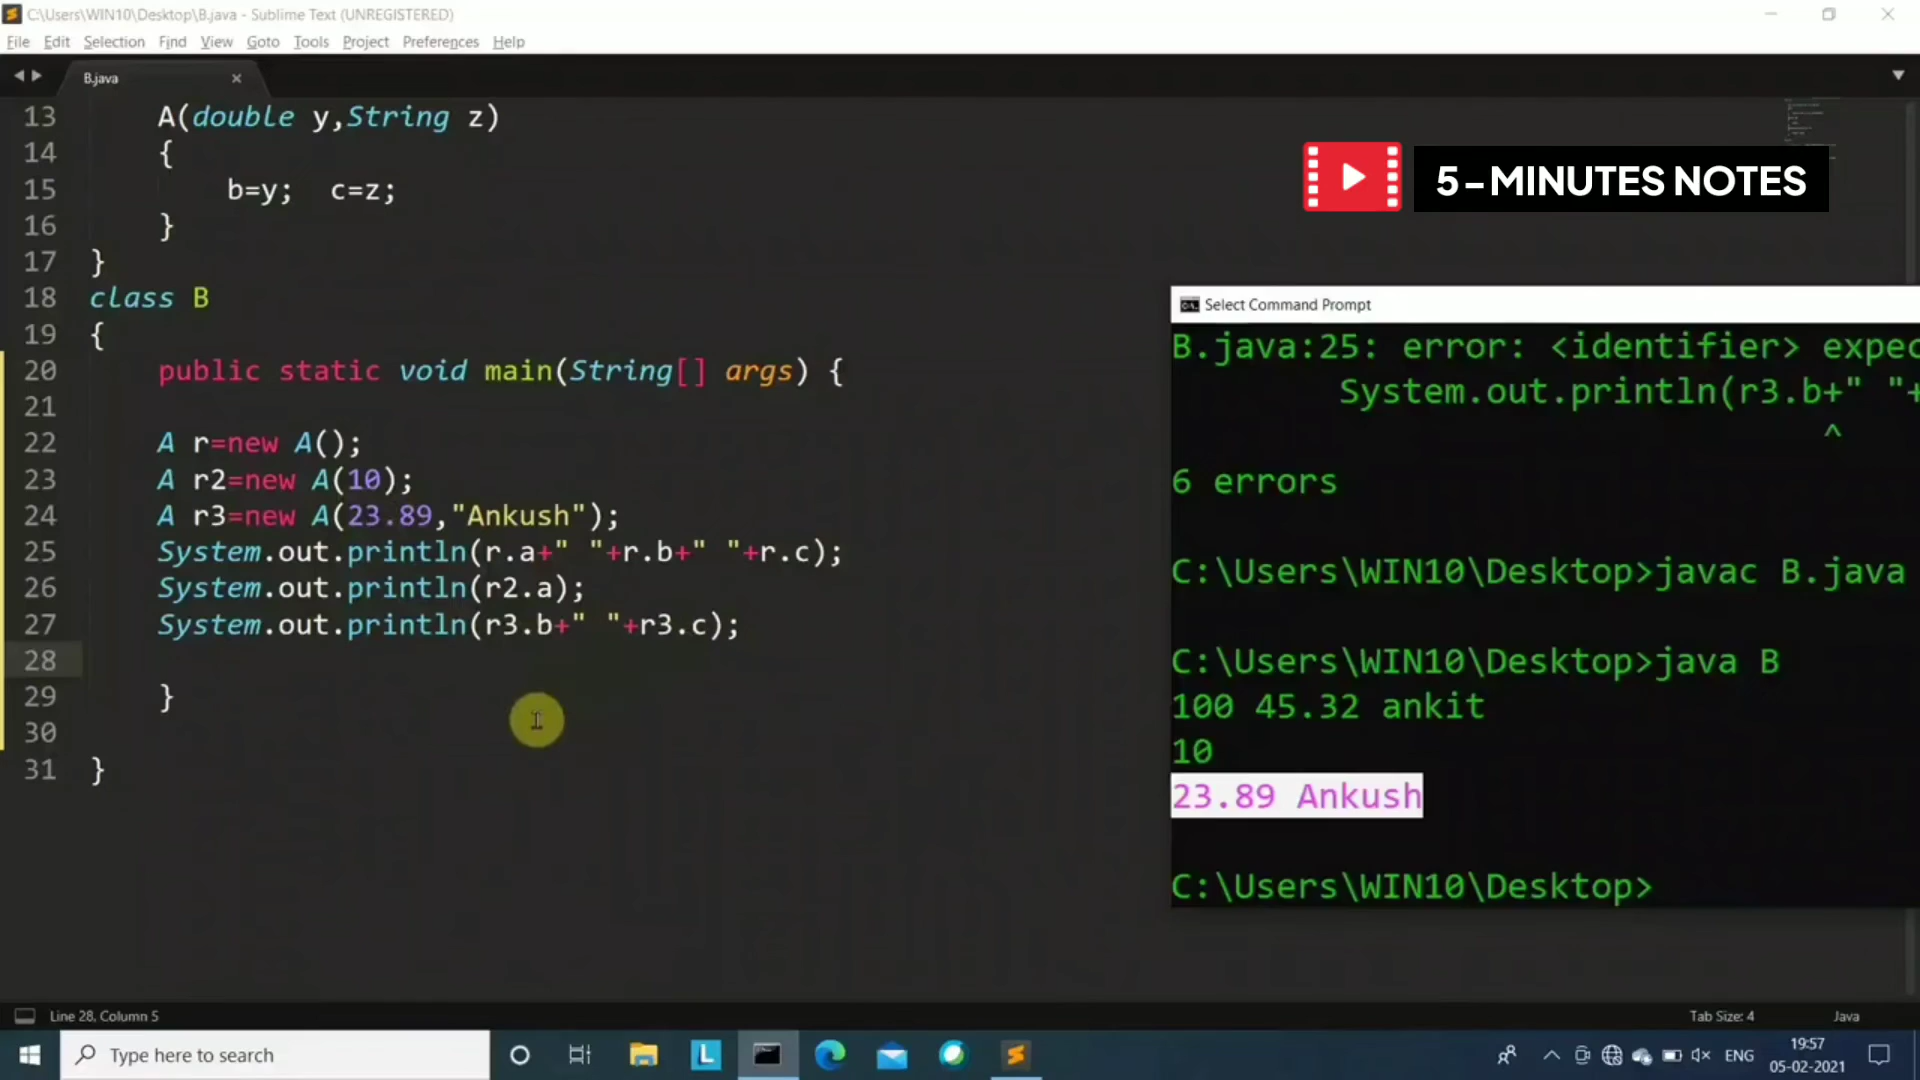 C:\Users\WIN10\Desktop\B.java - Sublime Text (UNREGISTERED)
File Edit Selection Find View Goto Tools Project Preferences Help
B.java
13 A(double y,String z)
14 {
15 b=y; c=z;
16 }
17 }
18 class B
19 {
20 public static void main(String[] args) {
21
22 A r=new A();
23 A r2=new A(10);
24 A r3=new A(23.89,"Ankush");
25 System.out.println(r.a+" "+r.b+" "+r.c);
26 System.out.println(r2.a);
27 System.out.println(r3.b+" "+r3.c);
28
29 }
30
31 }
5-MINUTES NOTES
Select Command Prompt
B.java:25: error: <identifier> expec
System.out.println(r3.b+" "+
^
6 errors
C:\Users\WIN10\Desktop>javac B.java
C:\Users\WIN10\Desktop>java B
100 45.32 ankit
10
23.89 Ankush
C:\Users\WIN10\Desktop>
Line 28, Column 5
Tab Size: 4
Java
Type here to search
L
ENG
19:57
05-02-2021